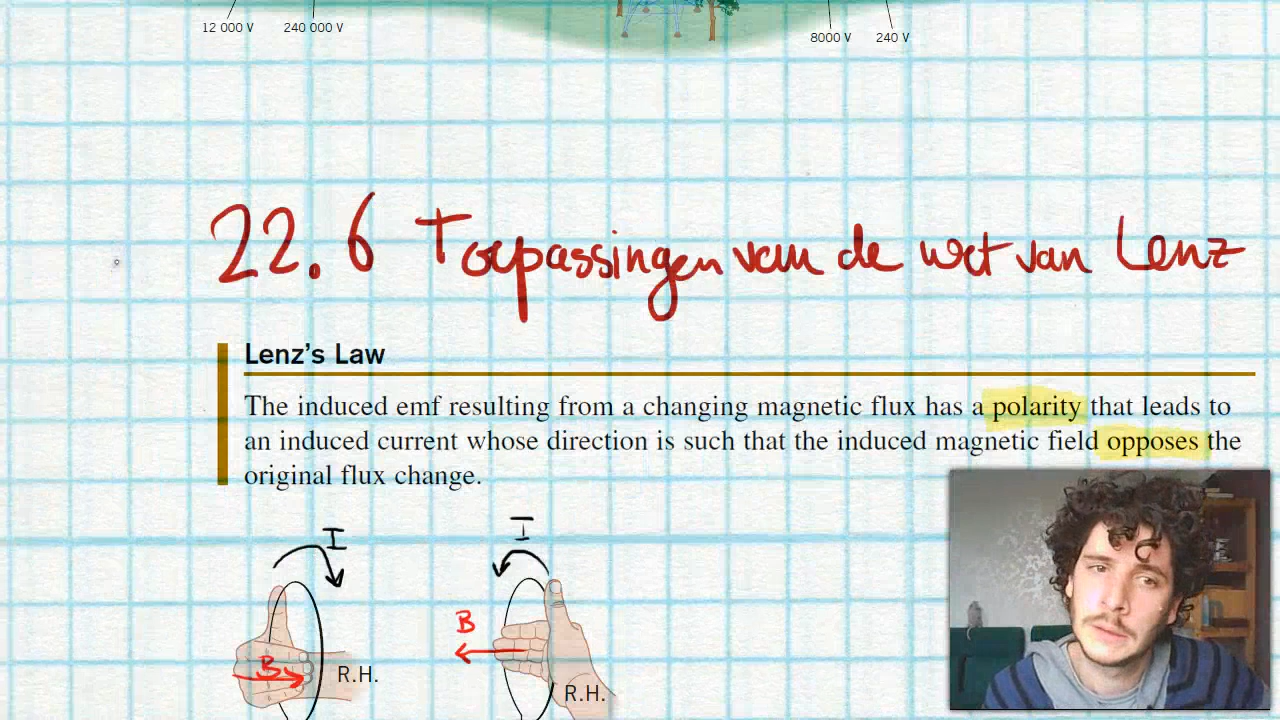 12 000 V 240 000 V 8000 V 240 V
22.6 Toepassingen van de wet van Lenz
Lenz's Law
The induced emf resulting from a changing magnetic flux has a polarity that leads to
an induced current whose direction is such that the induced magnetic field opposes the
original flux change.
I I
B
B R.H.
R.H.